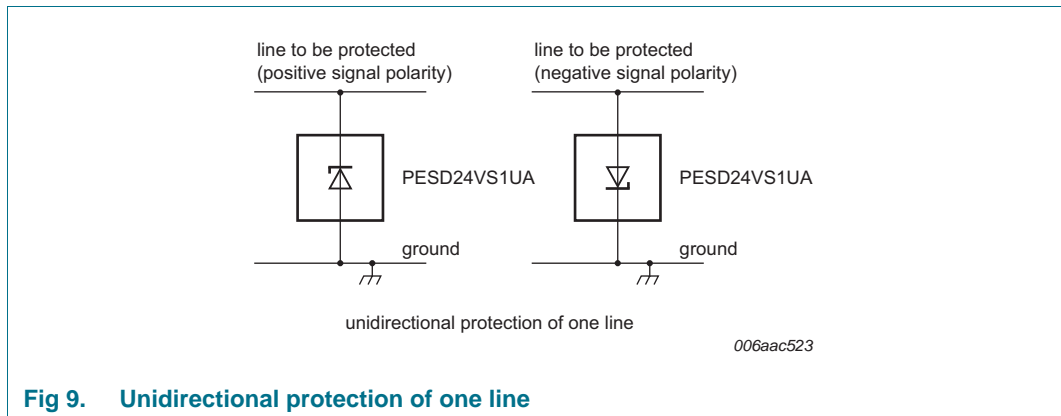 line to be protected
(positive signal polarity)
line to be protected
(negative signal polarity)
PESD24VS1UA
PESD24VS1UA
ground
ground
unidirectional protection of one line
006aac523
Fig 9. Unidirectional protection of one line